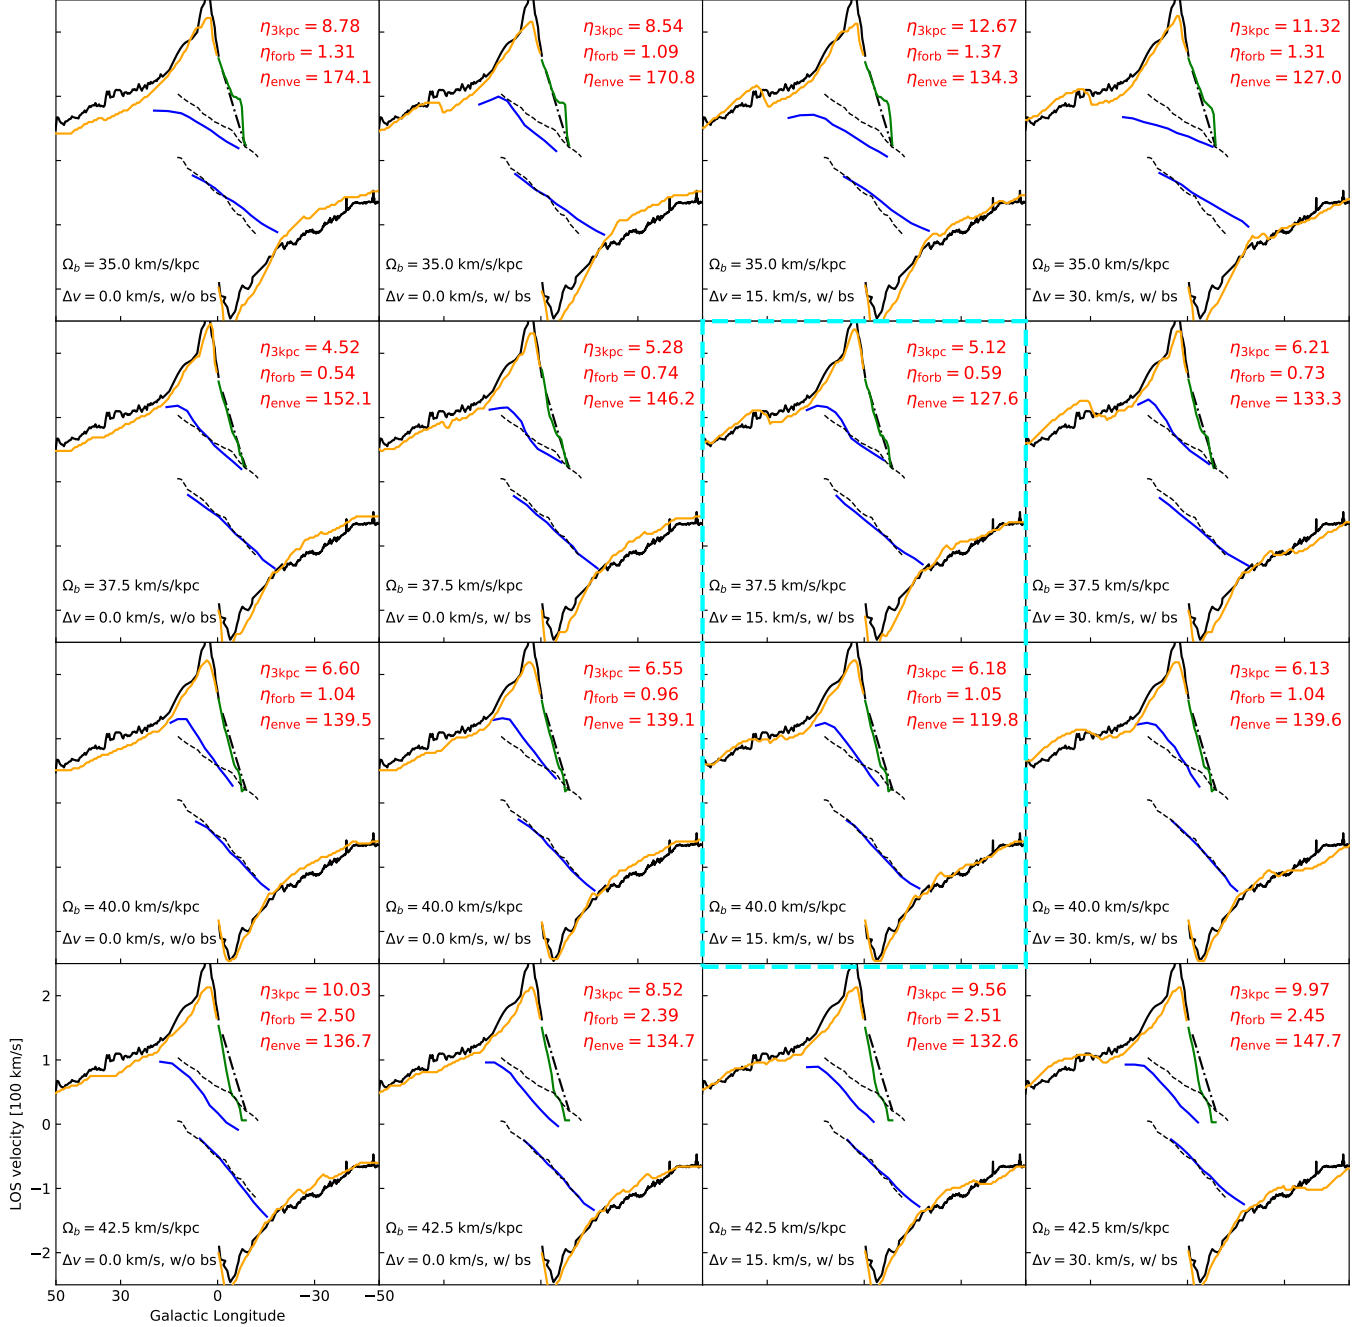 η3kpc = 8.78
ηforb = 1.31
ηenve = 174.1
Ωb = 35.0 km/s/kpc
Δv = 0.0 km/s, w/o bs
η3kpc = 8.54
ηforb = 1.09
ηenve = 170.8
Ωb = 35.0 km/s/kpc
Δv = 0.0 km/s, w/ bs
η3kpc = 12.67
ηforb = 1.37
ηenve = 134.3
Ωb = 35.0 km/s/kpc
Δv = 15. km/s, w/ bs
η3kpc = 11.32
ηforb = 1.31
ηenve = 127.0
Ωb = 35.0 km/s/kpc
Δv = 30. km/s, w/ bs
η3kpc = 4.52
ηforb = 0.54
ηenve = 152.1
Ωb = 37.5 km/s/kpc
Δv = 0.0 km/s, w/o bs
η3kpc = 5.28
ηforb = 0.74
ηenve = 146.2
Ωb = 37.5 km/s/kpc
Δv = 0.0 km/s, w/ bs
η3kpc = 5.12
ηforb = 0.59
ηenve = 127.6
Ωb = 37.5 km/s/kpc
Δv = 15. km/s, w/ bs
η3kpc = 6.21
ηforb = 0.73
ηenve = 133.3
Ωb = 37.5 km/s/kpc
Δv = 30. km/s, w/ bs
η3kpc = 6.60
ηforb = 1.04
ηenve = 139.5
Ωb = 40.0 km/s/kpc
Δv = 0.0 km/s, w/o bs
η3kpc = 6.55
ηforb = 0.96
ηenve = 139.1
Ωb = 40.0 km/s/kpc
Δv = 0.0 km/s, w/ bs
η3kpc = 6.18
ηforb = 1.05
ηenve = 119.8
Ωb = 40.0 km/s/kpc
Δv = 15. km/s, w/ bs
η3kpc = 6.13
ηforb = 1.04
ηenve = 139.6
Ωb = 40.0 km/s/kpc
Δv = 30. km/s, w/ bs
LOS velocity [100 km/s]
2
1
0
−1
−2
η3kpc = 10.03
ηforb = 2.50
ηenve = 136.7
Ωb = 42.5 km/s/kpc
Δv = 0.0 km/s, w/o bs
η3kpc = 8.52
ηforb = 2.39
ηenve = 134.7
Ωb = 42.5 km/s/kpc
Δv = 0.0 km/s, w/ bs
η3kpc = 9.56
ηforb = 2.51
ηenve = 132.6
Ωb = 42.5 km/s/kpc
Δv = 15. km/s, w/ bs
η3kpc = 9.97
ηforb = 2.45
ηenve = 147.7
Ωb = 42.5 km/s/kpc
Δv = 30. km/s, w/ bs
50 30 0 −30 −50
Galactic Longitude